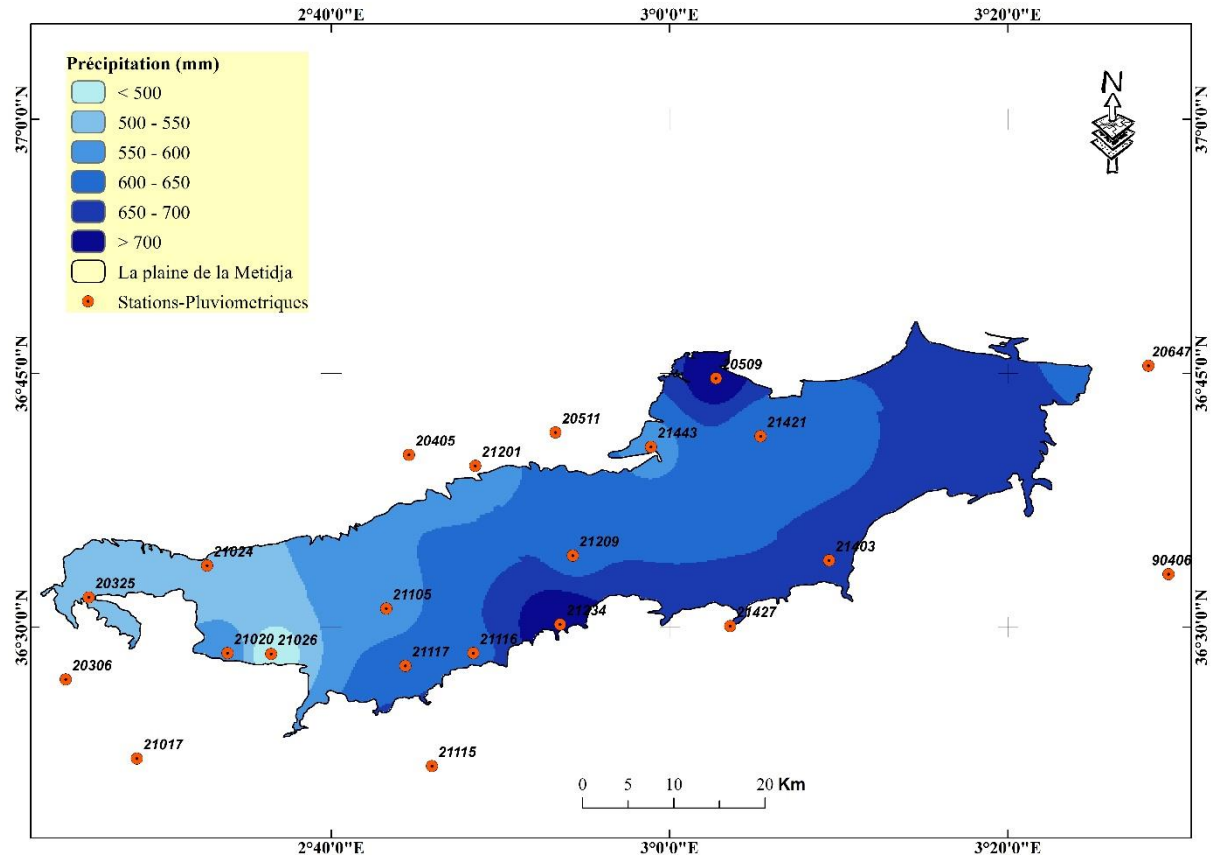 2°40'0"E
3°0'0"E
3°20'0"E
Précipitation (mm)
< 500
500 - 550
550 - 600
600 - 650
650 - 700
> 700
La plaine de la Metidja
Stations-Pluviometriques
N
37°0'0"N
37°0'0"N
36°45'0"N
36°45'0"N
20647
20509
20511
21421
20405
21443
21201
21209
21403
90406
21024
20325
21105
36°30'0"N
36°30'0"N
21234
21427
21020
21026
21116
21117
20306
21017
21115
0 5 10 20 Km
2°40'0"E
3°0'0"E
3°20'0"E